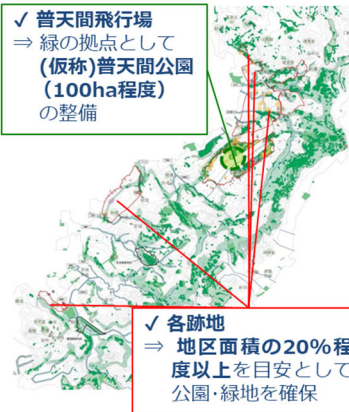 ✓ 普天間飛行場
⇒ 緑の拠点として
(仮称)普天間公園
（100ha程度）
の整備
✓ 各跡地
⇒ 地区面積の20%程
度以上を目安として
公園・緑地を確保